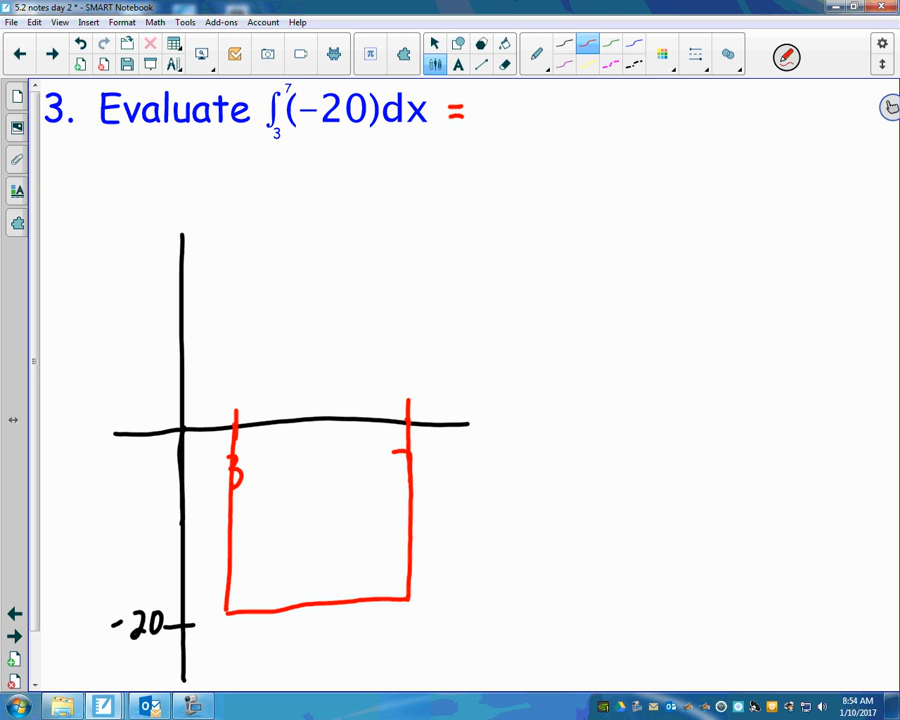 5.2 notes day 2 * - SMART Notebook
File Edit View Insert Format Math Tools Add-ons Account Help
3. Evaluate ∫₃⁷(−20)dx =
3 7
-20
8:54 AM
1/10/2017